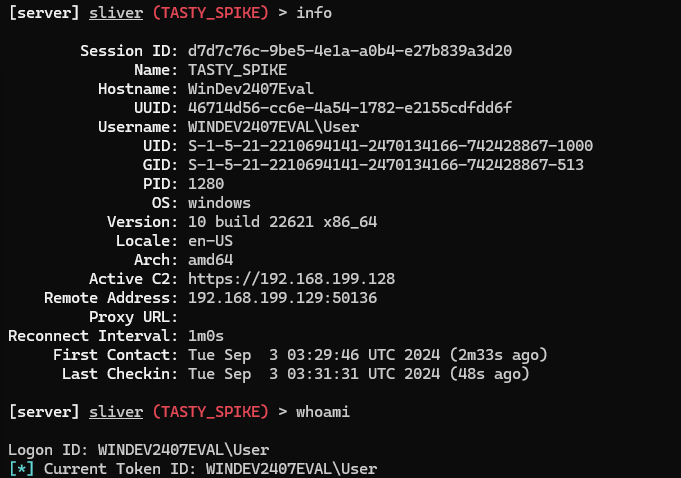 [server] sliver (TASTY_SPIKE) > info
Session ID: d7d7c76c-9be5-4e1a-a0b4-e27b839a3d20
Name: TASTY_SPIKE
Hostname: WinDev2407Eval
UUID: 46714d56-cc6e-4a54-1782-e2155cdfdd6f
Username: WINDEV2407EVAL\User
UID: S-1-5-21-2210694141-2470134166-742428867-1000
GID: S-1-5-21-2210694141-2470134166-742428867-513
PID: 1280
OS: windows
Version: 10 build 22621 x86_64
Locale: en-US
Arch: amd64
Active C2: https://192.168.199.128
Remote Address: 192.168.199.129:50136
Proxy URL:
Reconnect Interval: 1m0s
First Contact: Tue Sep  3 03:29:46 UTC 2024 (2m33s ago)
Last Checkin: Tue Sep  3 03:31:31 UTC 2024 (48s ago)
[server] sliver (TASTY_SPIKE) > whoami
Logon ID: WINDEV2407EVAL\User
[*] Current Token ID: WINDEV2407EVAL\User